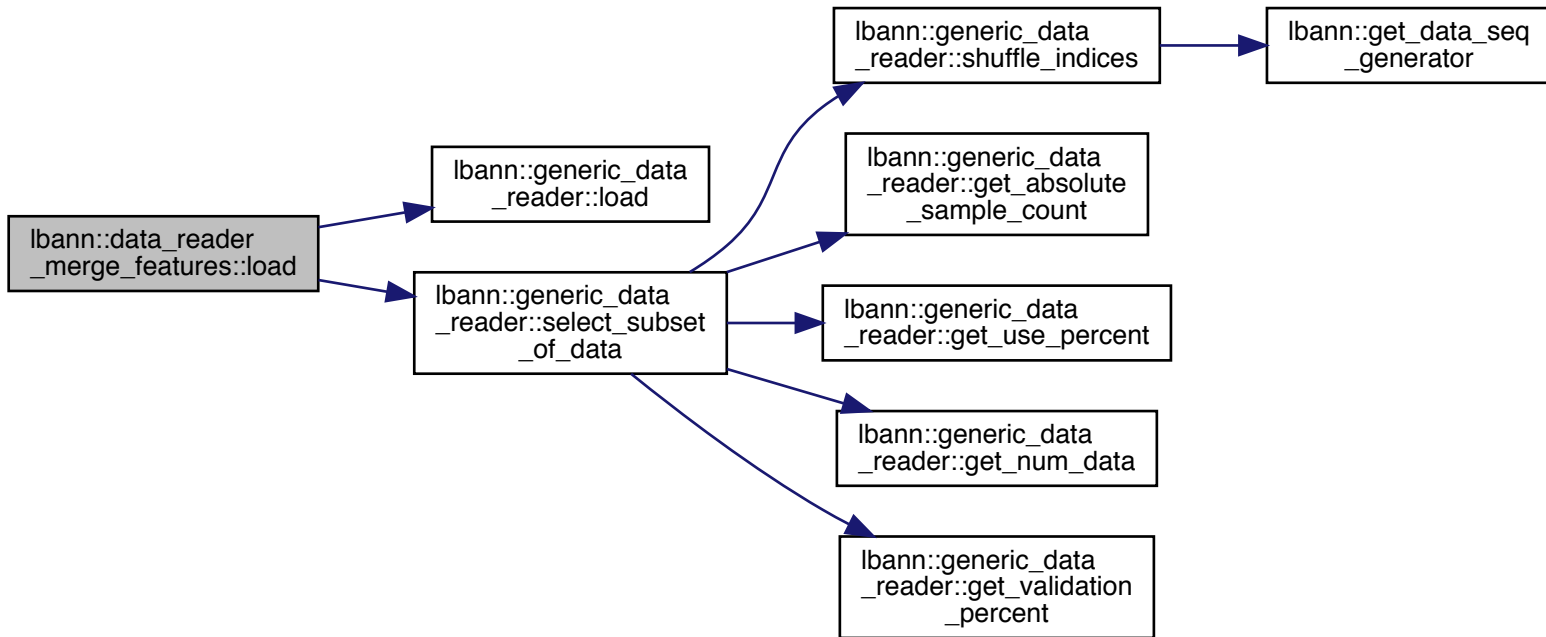 lbann::data_reader
_merge_features::load
lbann::generic_data
_reader::load
lbann::generic_data
_reader::select_subset
_of_data
lbann::generic_data
_reader::shuffle_indices
lbann::get_data_seq
_generator
lbann::generic_data
_reader::get_absolute
_sample_count
lbann::generic_data
_reader::get_use_percent
lbann::generic_data
_reader::get_num_data
lbann::generic_data
_reader::get_validation
_percent